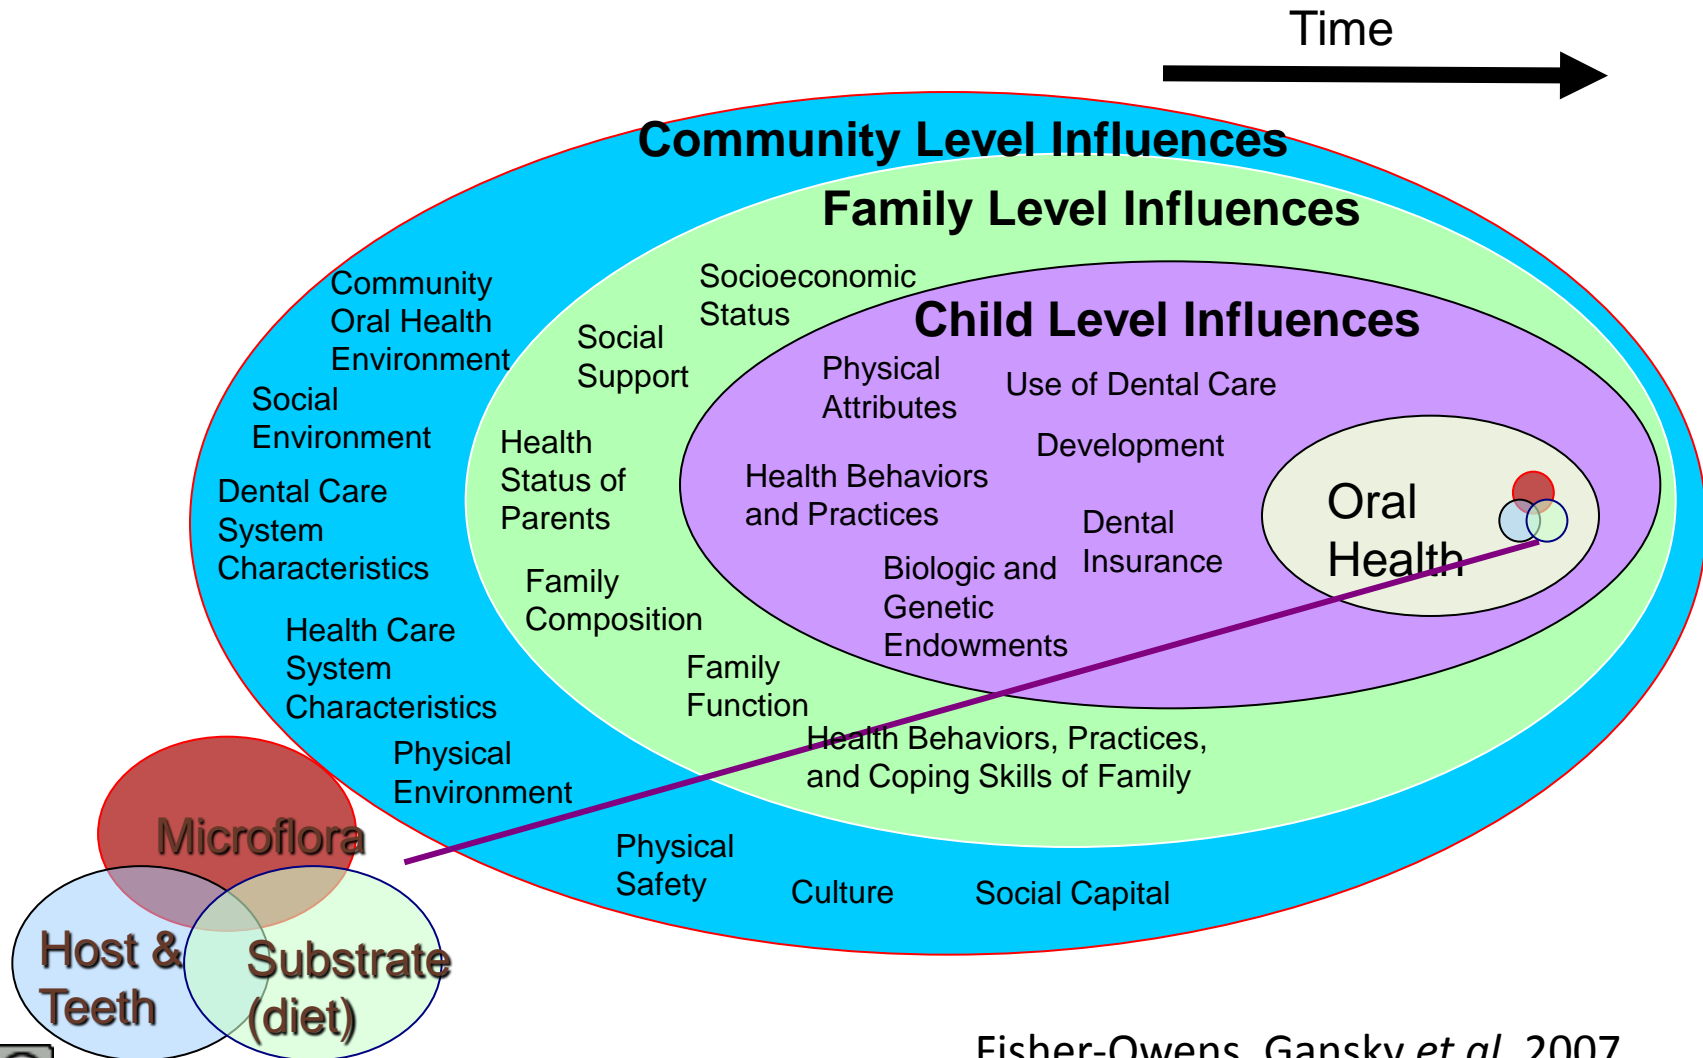 Time
Community Level Influences
Family Level Influences
Child Level Influences
Community
Oral Health
Environment
Social
Environment
Dental Care
System
Characteristics
Health Care
System
Characteristics
Physical
Environment
Physical
Safety
Culture
Social Capital
Socioeconomic
Status
Social
Support
Health
Status of
Parents
Family
Composition
Family
Function
Health Behaviors, Practices,
and Coping Skills of Family
Physical
Attributes
Use of Dental Care
Development
Health Behaviors
and Practices
Dental
Insurance
Biologic and
Genetic
Endowments
Oral
Health
Microflora
Host &
Teeth
Substrate
(diet)
Fisher-Owens, Gansky et al, 2007